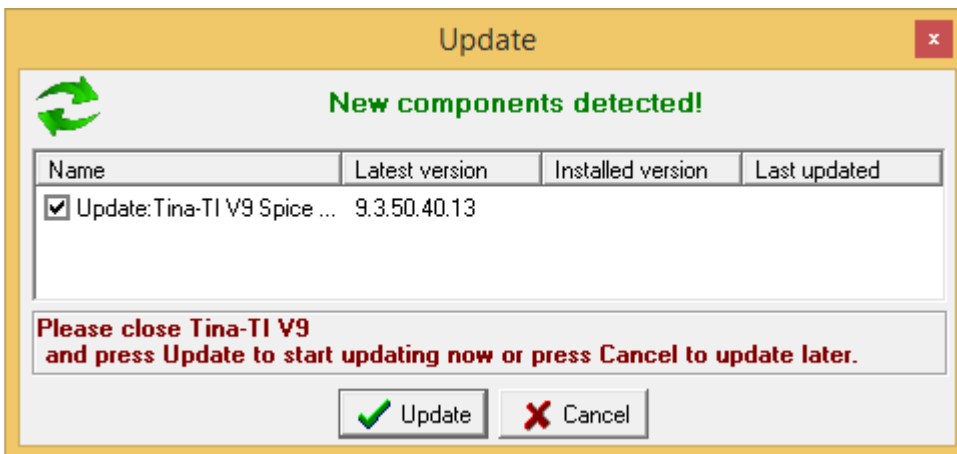 Update
x
New components detected!
Name Latest version Installed version Last updated
Update:Tina-TI V9 Spice ... 9.3.50.40.13
Please close Tina-TI V9
and press Update to start updating now or press Cancel to update later.
Update Cancel